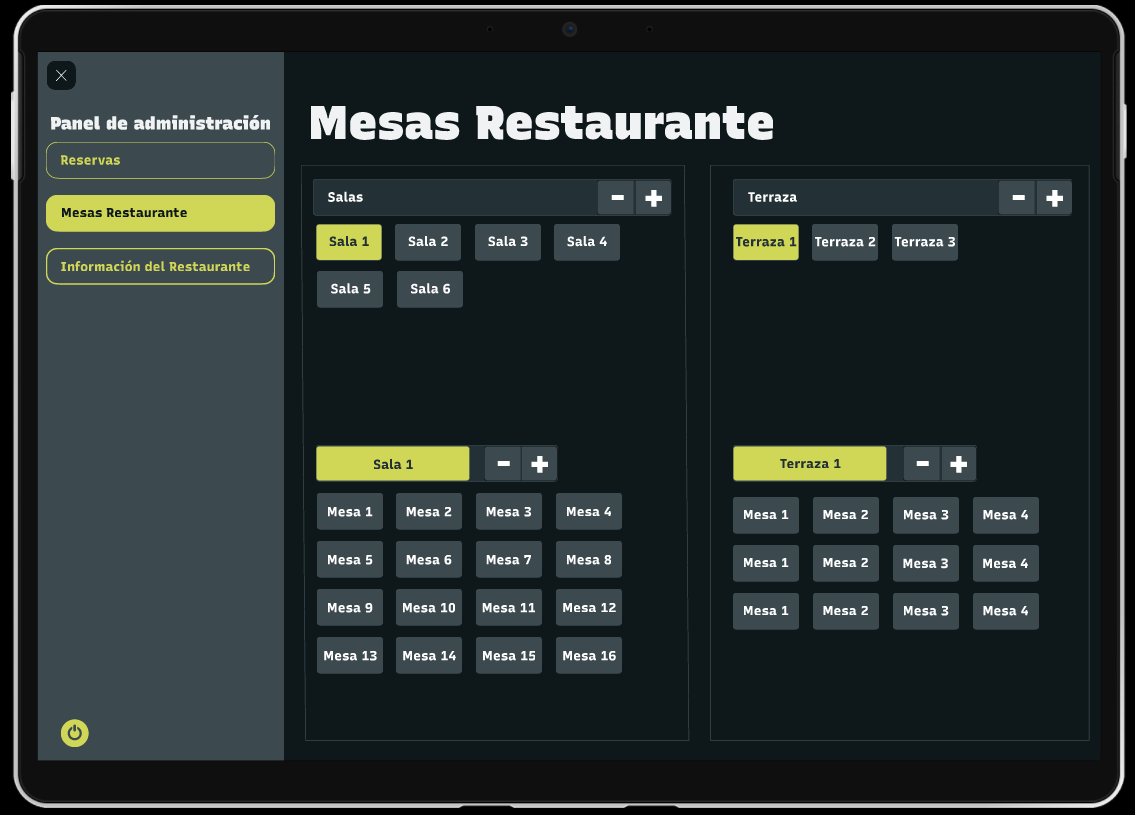 Panel de administración
Reservas
Mesas Restaurante
Información del Restaurante
Mesas Restaurante
Salas
Sala 1 Sala 2 Sala 3 Sala 4
Sala 5 Sala 6
Sala 1
Mesa 1 Mesa 2 Mesa 3 Mesa 4
Mesa 5 Mesa 6 Mesa 7 Mesa 8
Mesa 9 Mesa 10 Mesa 11 Mesa 12
Mesa 13 Mesa 14 Mesa 15 Mesa 16
Terraza
Terraza 1 Terraza 2 Terraza 3
Terraza 1
Mesa 1 Mesa 2 Mesa 3 Mesa 4
Mesa 1 Mesa 2 Mesa 3 Mesa 4
Mesa 1 Mesa 2 Mesa 3 Mesa 4